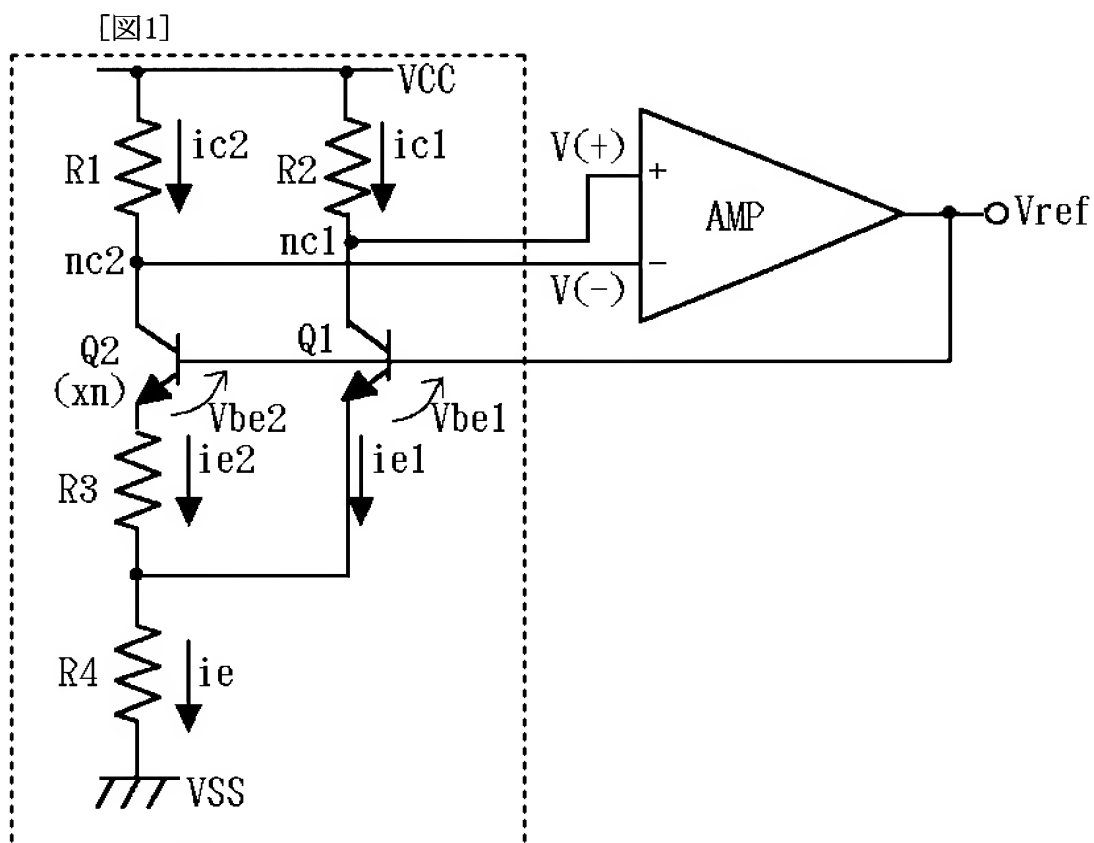 [図1]
VCC
ic2
ic1
R1
R2
V(+)
+
AMP
Vref
nc1
nc2
−
V(−)
Q2
(xn)
Q1
Vbe2
Vbe1
ie2
ie1
R3
R4
ie
VSS